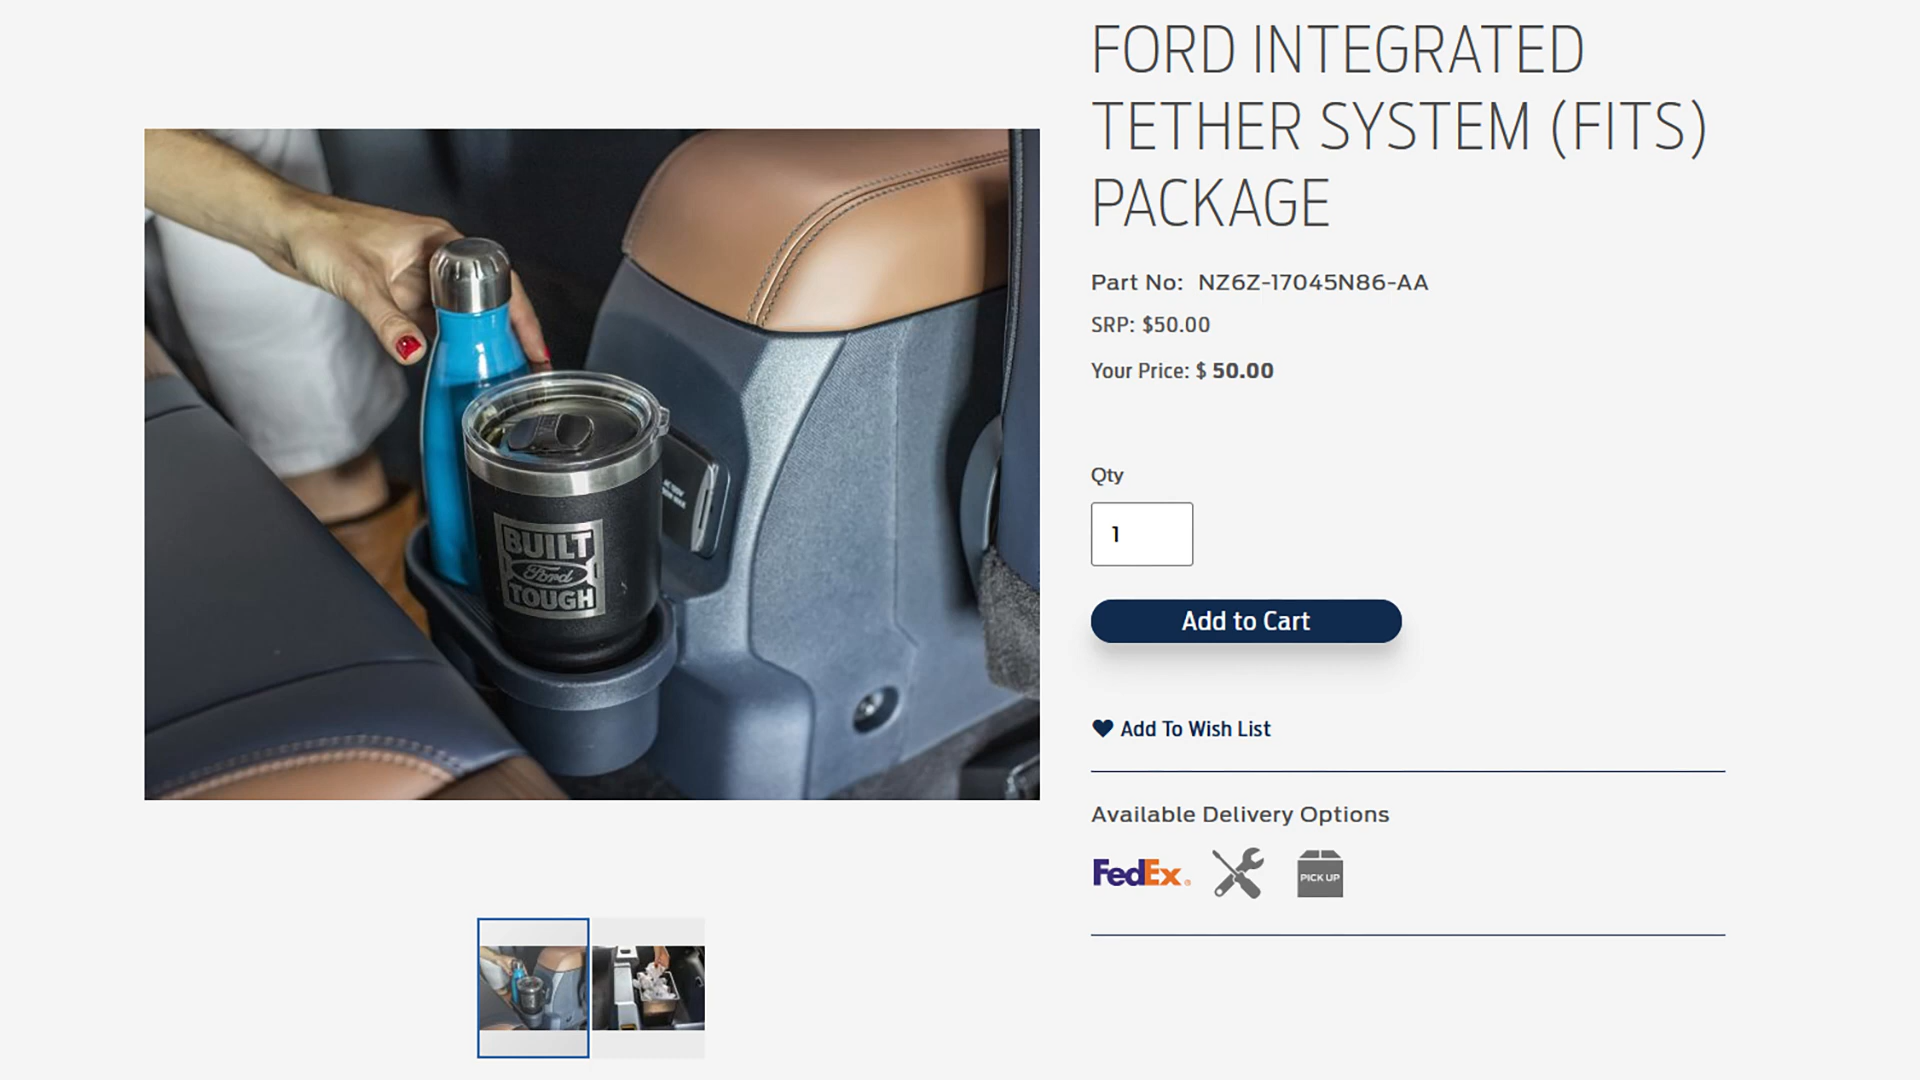 FORD INTEGRATED
TETHER SYSTEM (FITS)
PACKAGE
Part No: NZ6Z-17045N86-AA
SRP: $50.00
Your Price: $ 50.00
Qty
1
Add to Cart
Add To Wish List
Available Delivery Options
FedEx
PICK UP
BUILT
Ford
TOUGH